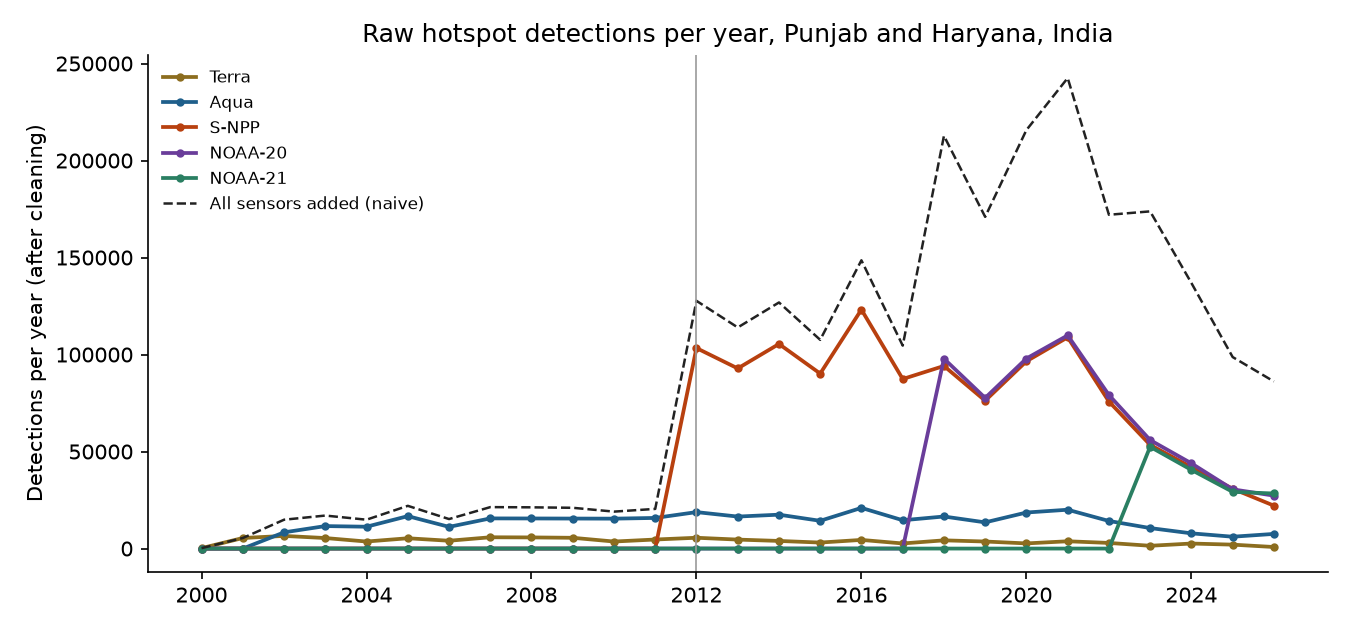 Raw hotspot detections per year, Punjab and Haryana, India
Detections per year (after cleaning)
250000
200000
150000
100000
50000
0
Terra
Aqua
S-NPP
NOAA-20
NOAA-21
All sensors added (naive)
2000 2004 2008 2012 2016 2020 2024